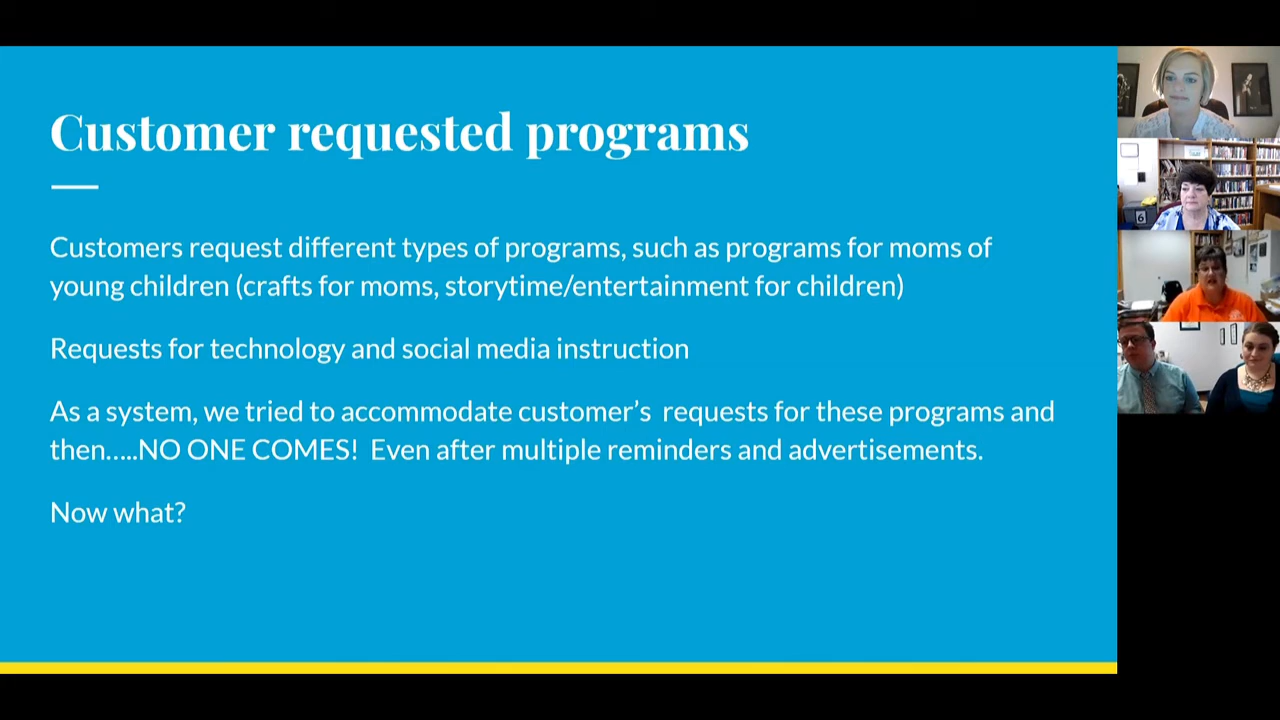 Customer requested programs
Customers request different types of programs, such as programs for moms of
young children (crafts for moms, storytime/entertainment for children)
Requests for technology and social media instruction
As a system, we tried to accommodate customer’s  requests for these programs and
then.....NO ONE COMES!  Even after multiple reminders and advertisements.
Now what?
6